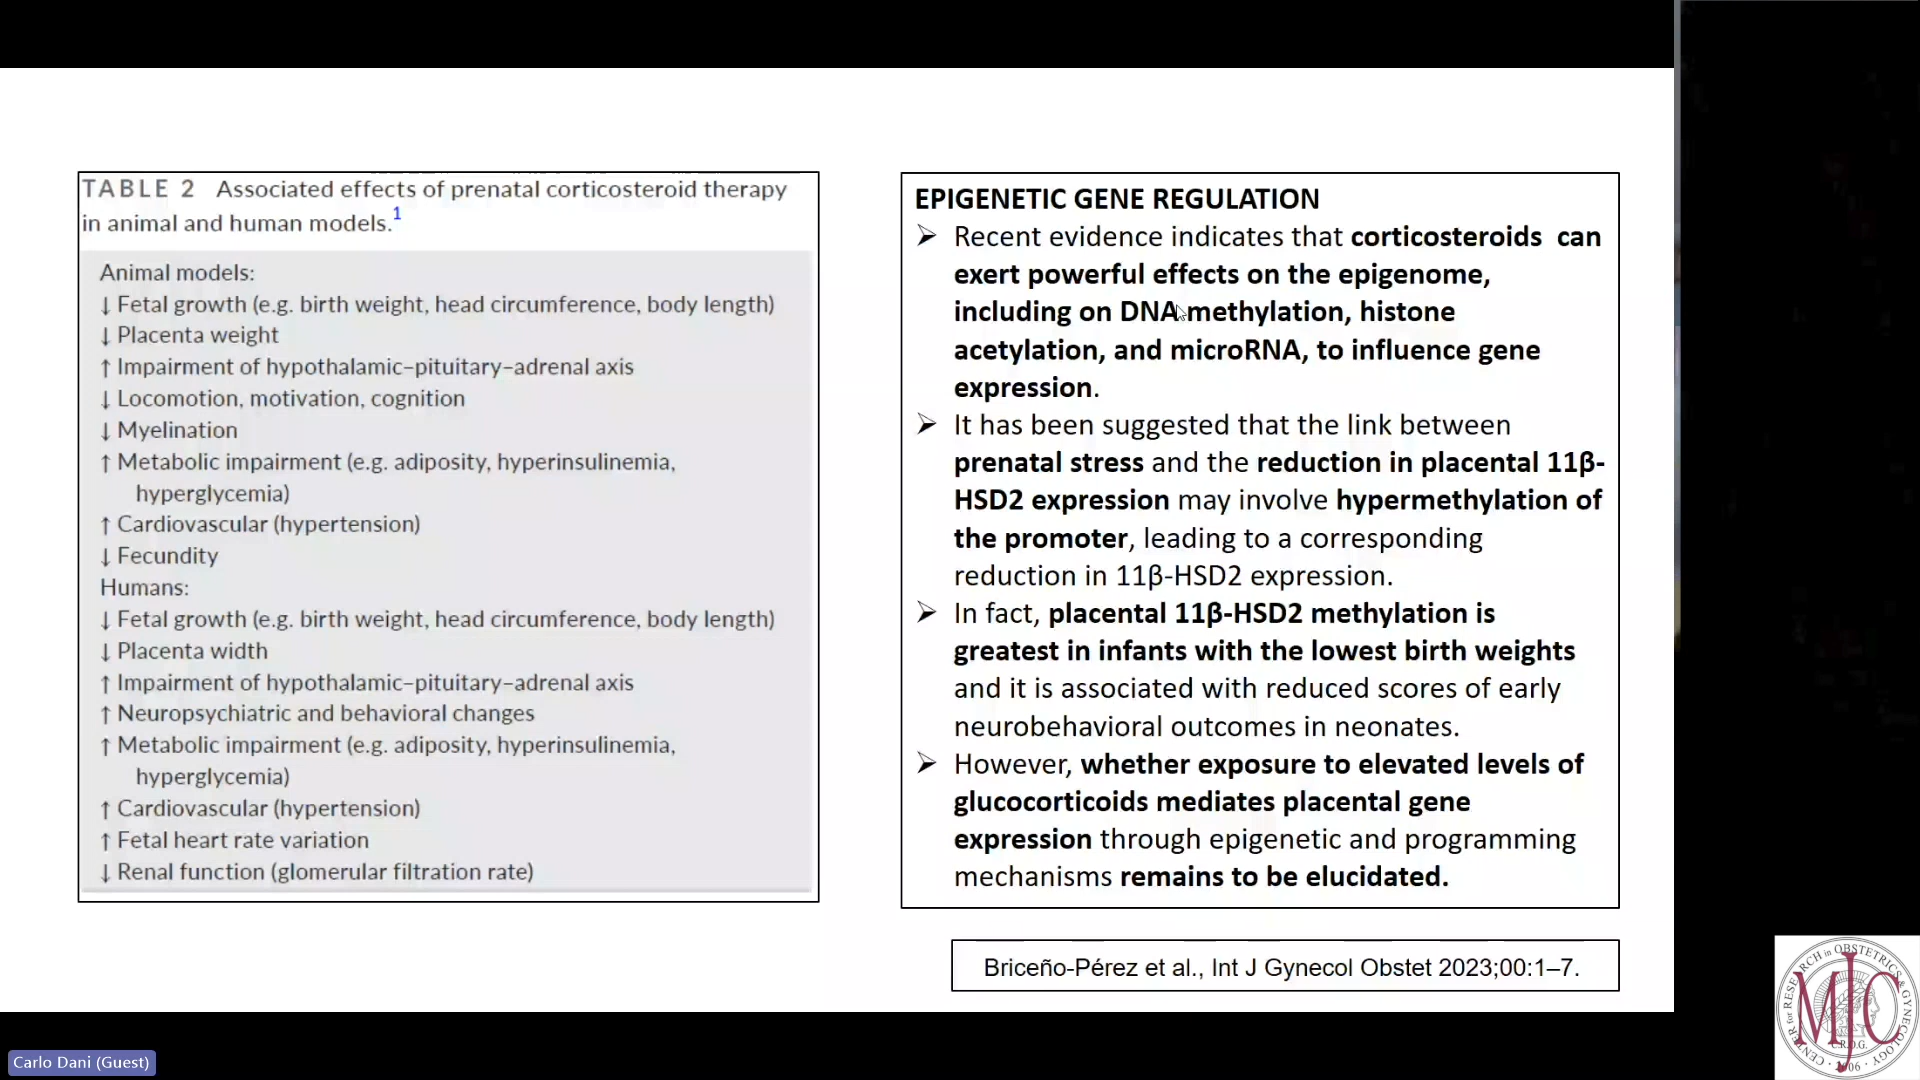 TABLE 2 Associated effects of prenatal corticosteroid therapy
in animal and human models.1
Animal models:
↓ Fetal growth (e.g. birth weight, head circumference, body length)
↓ Placenta weight
↑ Impairment of hypothalamic–pituitary–adrenal axis
↓ Locomotion, motivation, cognition
↓ Myelination
↑ Metabolic impairment (e.g. adiposity, hyperinsulinemia,
hyperglycemia)
↑ Cardiovascular (hypertension)
↓ Fecundity
Humans:
↓ Fetal growth (e.g. birth weight, head circumference, body length)
↓ Placenta width
↑ Impairment of hypothalamic–pituitary–adrenal axis
↑ Neuropsychiatric and behavioral changes
↑ Metabolic impairment (e.g. adiposity, hyperinsulinemia,
hyperglycemia)
↑ Cardiovascular (hypertension)
↑ Fetal heart rate variation
↓ Renal function (glomerular filtration rate)
EPIGENETIC GENE REGULATION
➢ Recent evidence indicates that corticosteroids can
exert powerful effects on the epigenome,
including on DNA methylation, histone
acetylation, and microRNA, to influence gene
expression.
➢ It has been suggested that the link between
prenatal stress and the reduction in placental 11β-
HSD2 expression may involve hypermethylation of
the promoter, leading to a corresponding
reduction in 11β-HSD2 expression.
➢ In fact, placental 11β-HSD2 methylation is
greatest in infants with the lowest birth weights
and it is associated with reduced scores of early
neurobehavioral outcomes in neonates.
➢ However, whether exposure to elevated levels of
glucocorticoids mediates placental gene
expression through epigenetic and programming
mechanisms remains to be elucidated.
Briceño-Pérez et al., Int J Gynecol Obstet 2023;00:1–7.
Carlo Dani (Guest)
CENTER for RESEARCH in OBSTETRICS & GYNECOLOGY
MJC
C.R.O.G.
2006